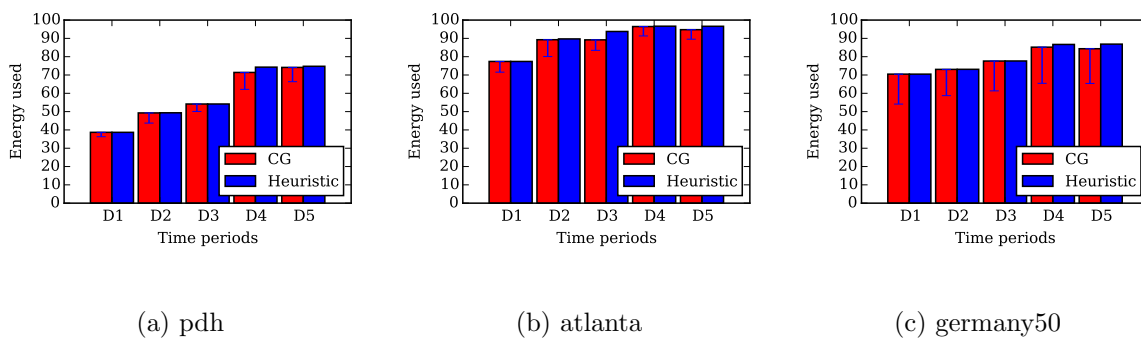 100
90
80
70
60
50
40
30
20
10
0
Energy used
D1 D2 D3 D4 D5
Time periods
CG
Heuristic
(a) pdh
100
90
80
70
60
50
40
30
20
10
0
Energy used
D1 D2 D3 D4 D5
Time periods
CG
Heuristic
(b) atlanta
100
90
80
70
60
50
40
30
20
10
0
Energy used
D1 D2 D3 D4 D5
Time periods
CG
Heuristic
(c) germany50